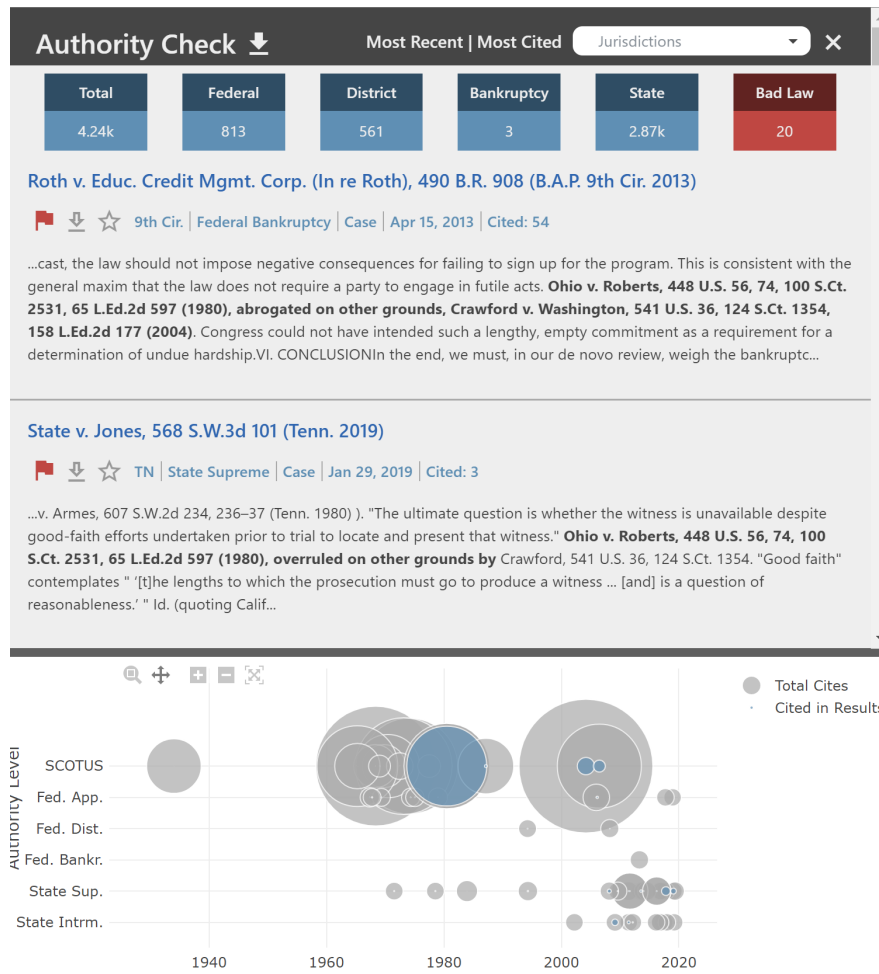 Authority Check
Most Recent | Most Cited
Jurisdictions
Total Federal District Bankruptcy State Bad Law
4.24k 813 561 3 2.87k 20
Roth v. Educ. Credit Mgmt. Corp. (In re Roth), 490 B.R. 908 (B.A.P. 9th Cir. 2013)
9th Cir. | Federal Bankruptcy | Case | Apr 15, 2013 | Cited: 54
...cast, the law should not impose negative consequences for failing to sign up for the program. This is consistent with the
general maxim that the law does not require a party to engage in futile acts. Ohio v. Roberts, 448 U.S. 56, 74, 100 S.Ct.
2531, 65 L.Ed.2d 597 (1980), abrogated on other grounds, Crawford v. Washington, 541 U.S. 36, 124 S.Ct. 1354,
158 L.Ed.2d 177 (2004). Congress could not have intended such a lengthy, empty commitment as a requirement for a
determination of undue hardship.VI. CONCLUSIONIn the end, we must, in our de novo review, weigh the bankruptc...
State v. Jones, 568 S.W.3d 101 (Tenn. 2019)
TN | State Supreme | Case | Jan 29, 2019 | Cited: 3
...v. Armes, 607 S.W.2d 234, 236–37 (Tenn. 1980) ). "The ultimate question is whether the witness is unavailable despite
good-faith efforts undertaken prior to trial to locate and present that witness." Ohio v. Roberts, 448 U.S. 56, 74, 100
S.Ct. 2531, 65 L.Ed.2d 597 (1980), overruled on other grounds by Crawford, 541 U.S. 36, 124 S.Ct. 1354. "Good faith"
contemplates " '[t]he lengths to which the prosecution must go to produce a witness ... [and] is a question of
reasonableness.' " Id. (quoting Calif...
Total Cites
Cited in Results
Authority Level
SCOTUS
Fed. App.
Fed. Dist.
Fed. Bankr.
State Sup.
State Intrm.
1940 1960 1980 2000 2020